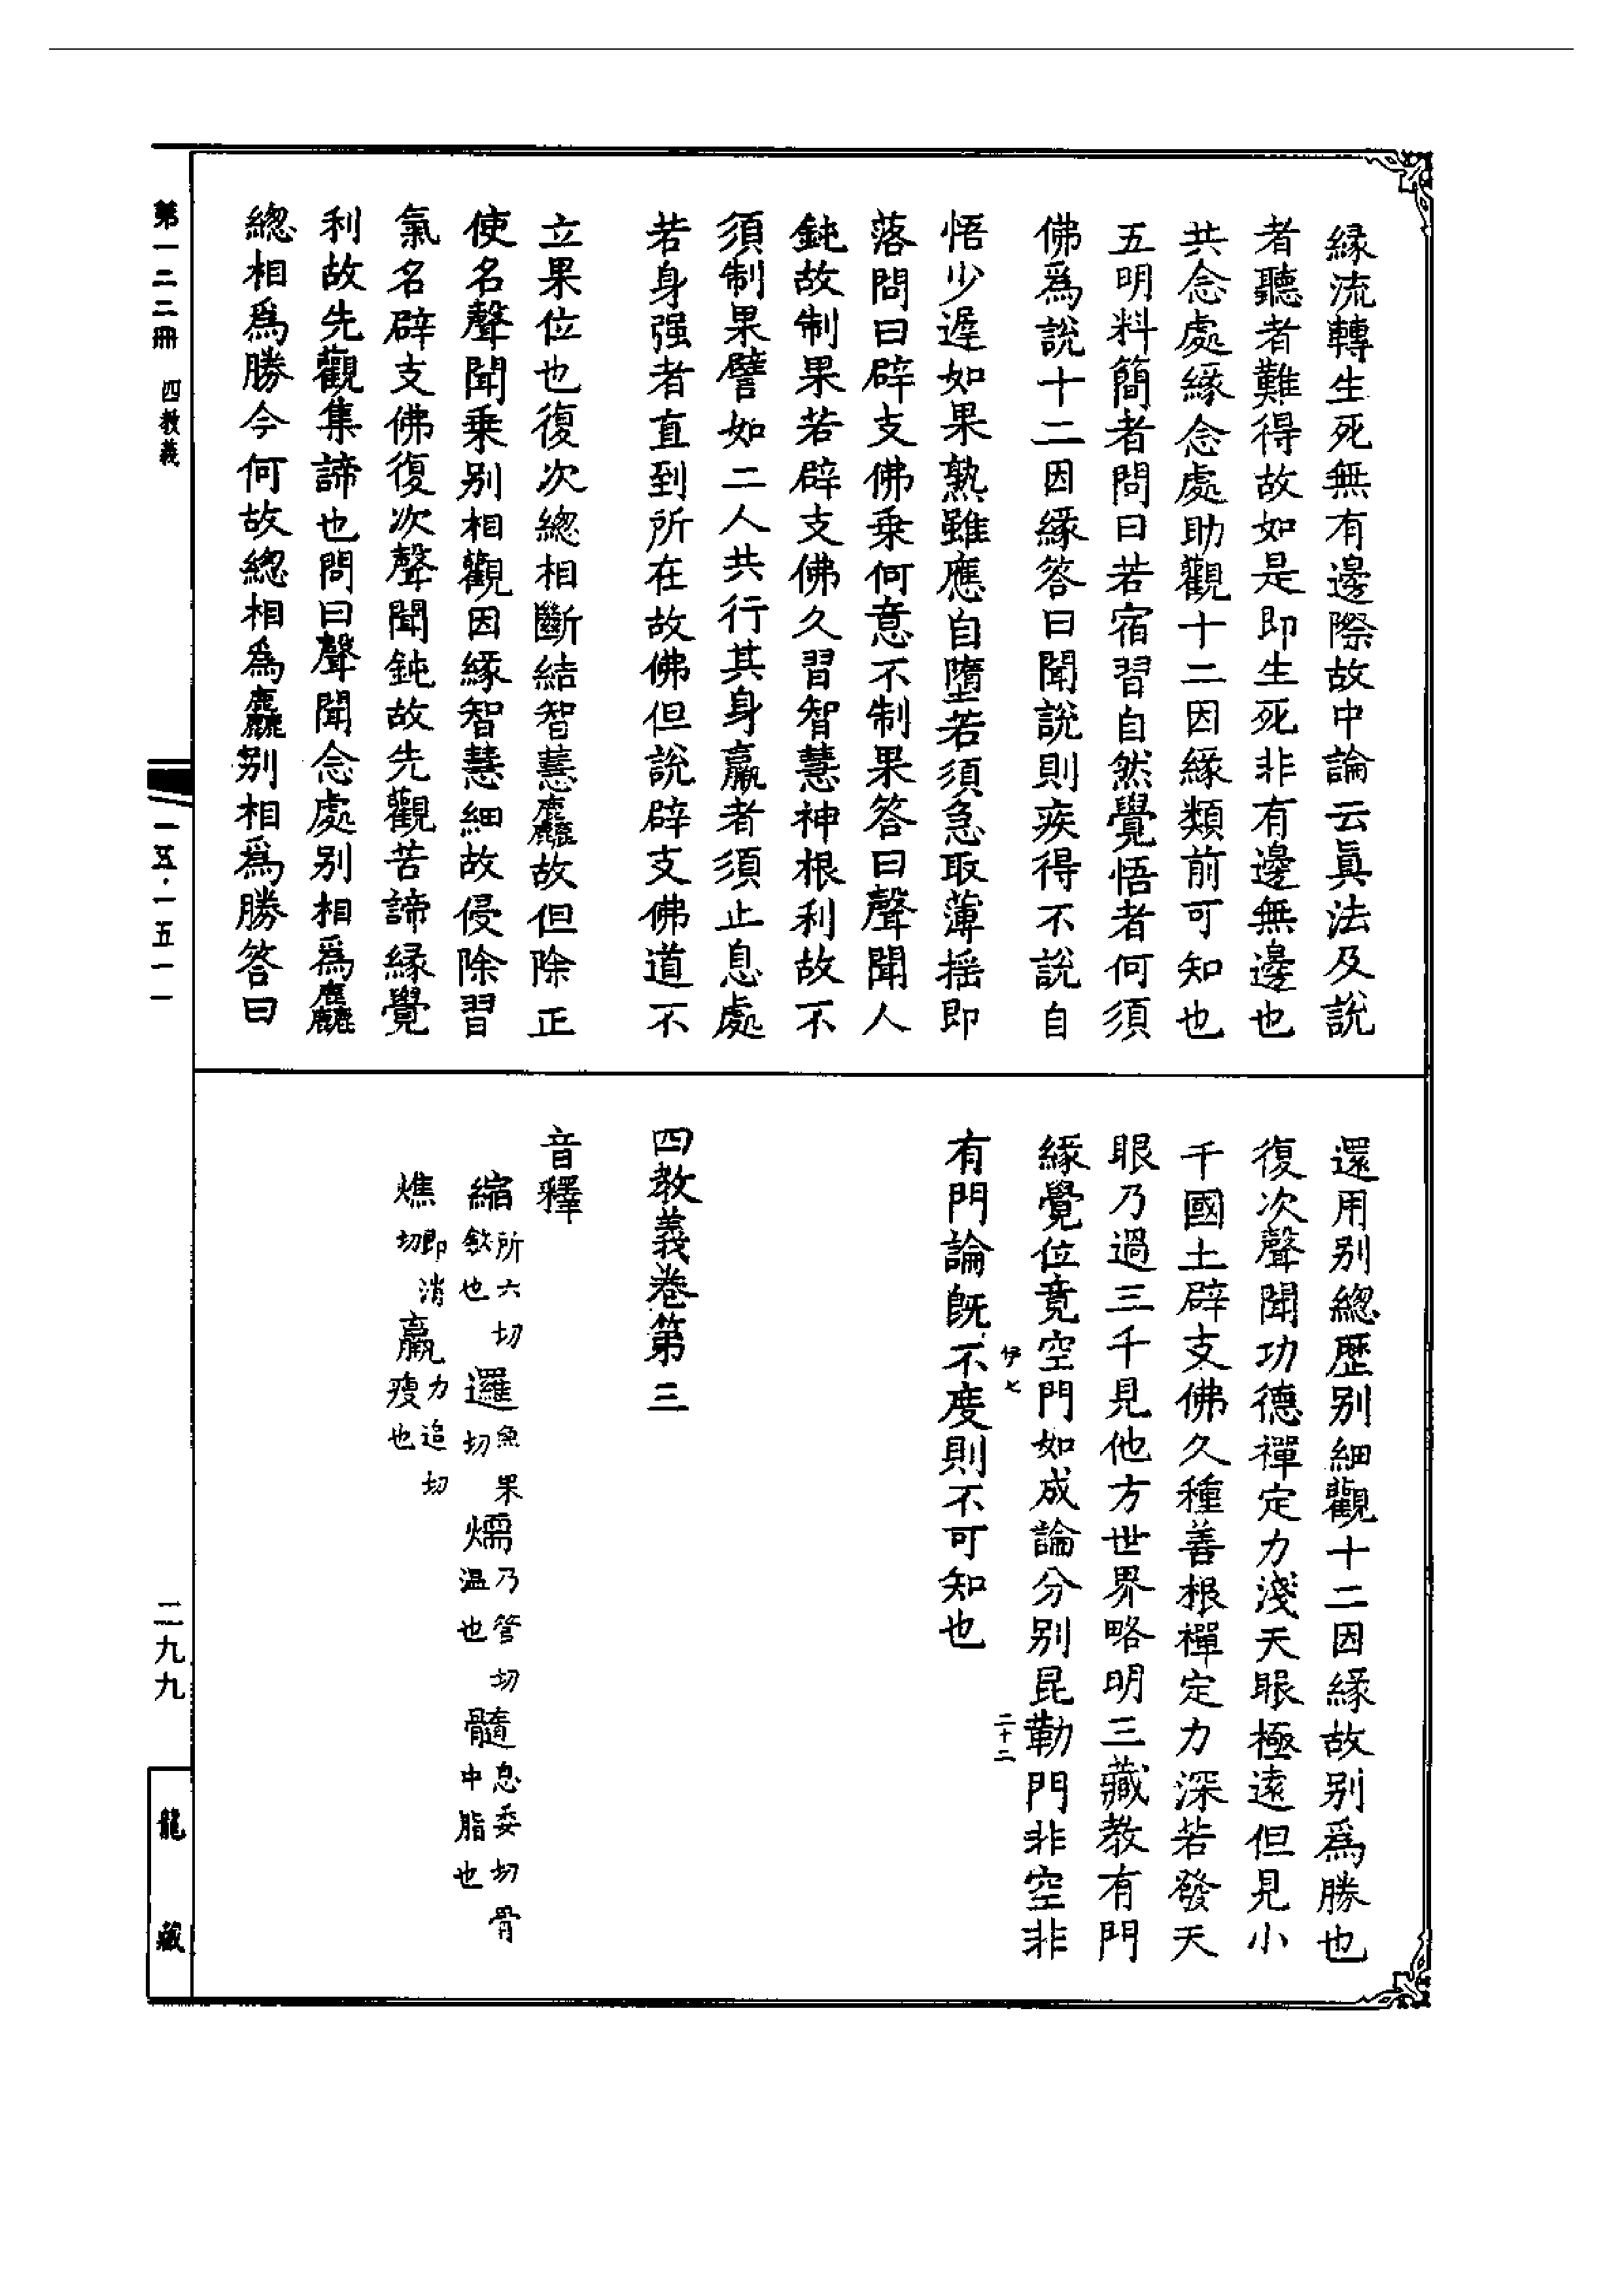 緣流轉生死無有邊際故中論云眞法及說
者聽者難得故如是即生死非有邊無邊也
共念處緣念處助觀十二因緣類前可知也
五明料簡者問曰若宿習自然覺悟者何須
佛爲說十二因緣答曰聞說則疾得不說自
悟少遲如果熟雖應自墮若須急取薄搖即
落問曰辟支佛乘何意不制果答曰聲聞人
鈍故制果若辟支佛久習智慧神根利故不
須制果譬如二人共行其身羸者須止息處
若身强者直到所在故佛但說辟支佛道不
立果位也復次總相斷結智慧麤故但除正
使名聲聞乘別相觀因緣智慧細故侵除習
氣名辟支佛復次聲聞鈍故先觀苦諦緣覺
利故先觀集諦也問曰聲聞念處別相爲麤
總相爲勝今何故總相爲麤別相爲勝答曰
還用別總歷別細觀十二因緣故別爲勝也
復次聲聞功德禪定力淺天眼極遠但見小
千國土辟支佛久種善根禪定力深若發天
眼乃過三千見他方世界略明三藏教有門
緣覺位竟空門如成論分別昆勒門非空非
伊七 二十二
有門論旣不度則不可知也
四教義卷第三
音釋
縮所六切斂也 邏魚果切 煗乃管切温也 髓息委切骨中脂也
燋即消切 羸力追切瘦也
第一二二冊 四教義
一五·一五一一
二九九
龍藏